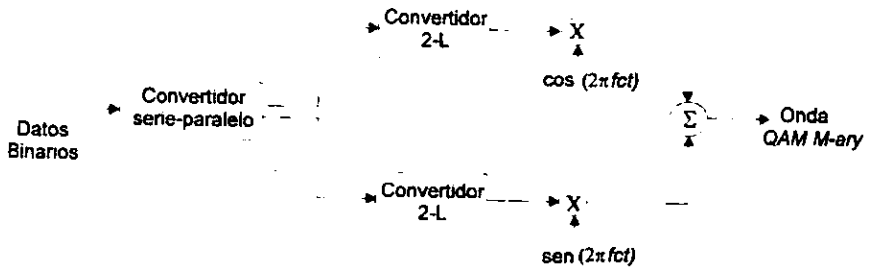 Convertidor
2-L
X
cos (2πfct)
Datos
Binarios
Convertidor
serie-paralelo
Σ
Onda
QAM M-ary
Convertidor
2-L
X
sen (2πfct)